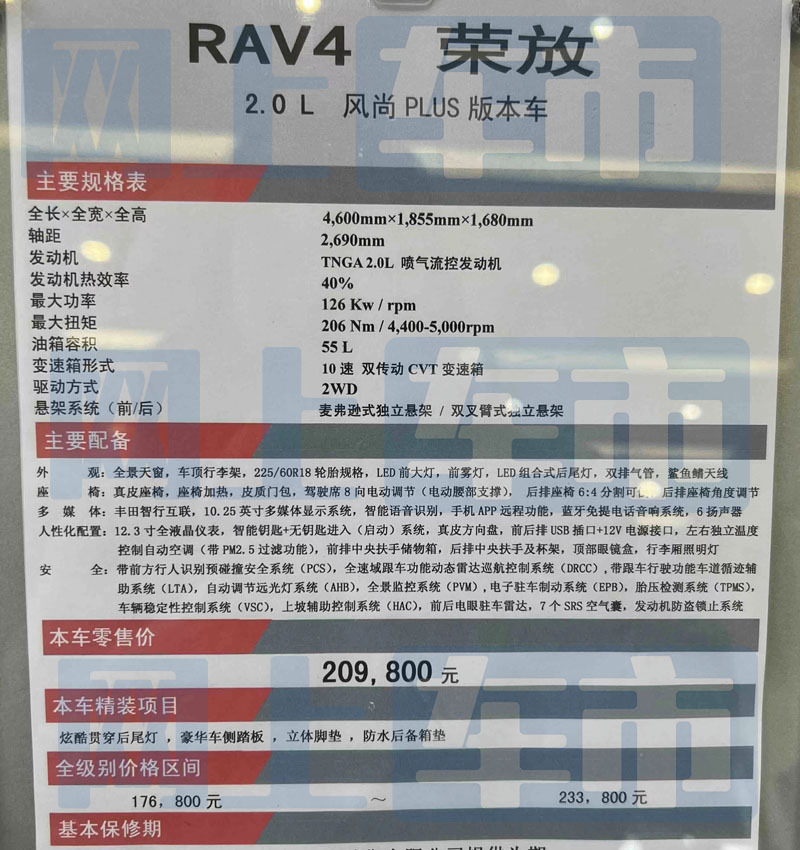 RAV4 荣放
2.0 L 风尚 PLUS 版本车
主要规格表
全长×全宽×全高 4,600mm×1,855mm×1,680mm
轴距 2,690mm
发动机 TNGA 2.0L 喷气流控发动机
发动机热效率 40%
最大功率 126 Kw / rpm
最大扭矩 206 Nm / 4,400-5,000rpm
油箱容积 55 L
变速箱形式 10 速 双传动 CVT 变速箱
驱动方式 2WD
悬架系统（前/后） 麦弗逊式独立悬架 / 双叉臂式独立悬架
主要配备
外 观：全景天窗，车顶行李架，225/60R18 轮胎规格，LED 前大灯，前雾灯，LED 组合式后尾灯，双排气管，鲨鱼鳍天线
座 椅：真皮座椅，座椅加热，皮质门包，驾驶席 8 向电动调节（电动腰部支撑），后排座椅 6:4 分割可 后排座椅角度调节
多 媒 体：丰田智行互联，10.25 英寸多媒体显示系统，智能语音识别，手机 APP 远程功能，蓝牙免提电话音响系统，6 扬声器
人性化配置：12.3 寸全液晶仪表，智能钥匙+无钥匙进入（启动）系统，真皮方向盘，前后排 USB 插口+12V 电源接口，左右独立温度
控制自动空调（带 PM2.5 过滤功能），前排中央扶手储物箱，后排中央扶手及杯架，顶部眼镜盒，行李厢照明灯
安 全：带前方行人识别预碰撞安全系统（PCS），全速域跟车功能动态雷达巡航控制系统（DRCC），带跟车行驶功能车道循迹辅
助系统（LTA），自动调节远光灯系统（AHB），全景监控系统（PVM），电子驻车制动系统（EPB），胎压检测系统（TPMS），
车辆稳定性控制系统（VSC），上坡辅助控制系统（HAC），前后电眼驻车雷达，7 个 SRS 空气囊，发动机防盗锁止系统
本车零售价
209, 800 元
本车精装项目
炫酷贯穿后尾灯 ，豪华车侧踏板 ，立体脚垫 ，防水后备箱垫
全级别价格区间
176, 800 元 ～ 233, 800 元
基本保修期
网上车市
网上车市
网上车市